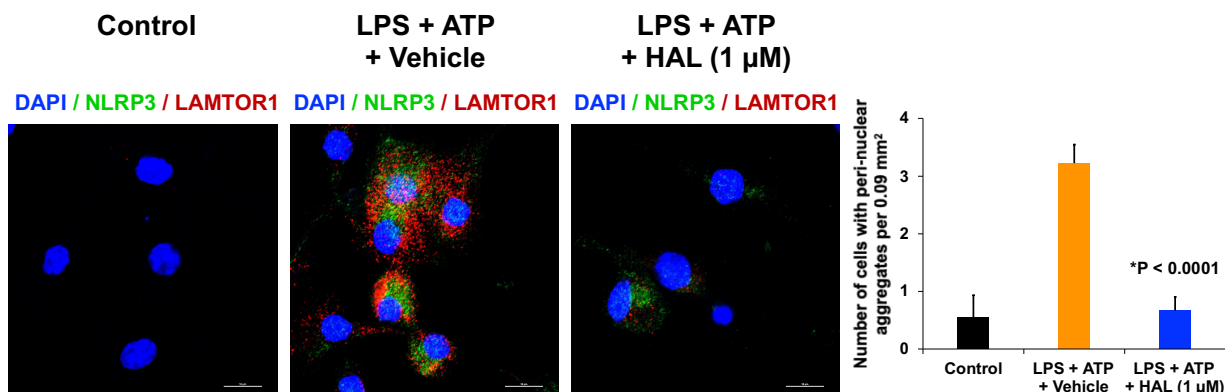 Control
LPS + ATP
+ Vehicle
LPS + ATP
+ HAL (1 µM)
DAPI / NLRP3 / LAMTOR1
DAPI / NLRP3 / LAMTOR1
DAPI / NLRP3 / LAMTOR1
Number of cells with peri-nuclear
aggregates per 0.09 mm²
4
3
2
1
0
*P < 0.0001
Control
LPS + ATP
+ Vehicle
LPS + ATP
+ HAL (1 µM)